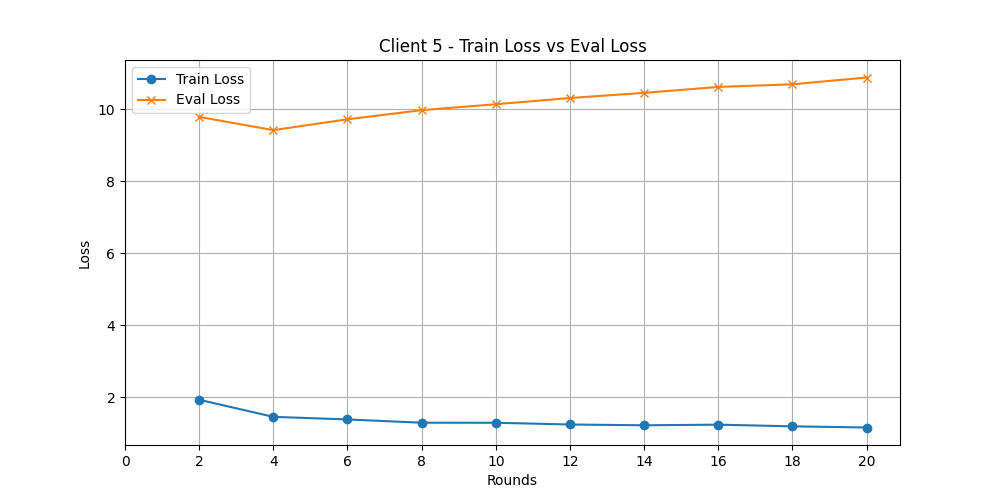 Client 5 - Train Loss vs Eval Loss
Train Loss
Eval Loss
10
8
6
4
2
Loss
0 2 4 6 8 10 12 14 16 18 20
Rounds